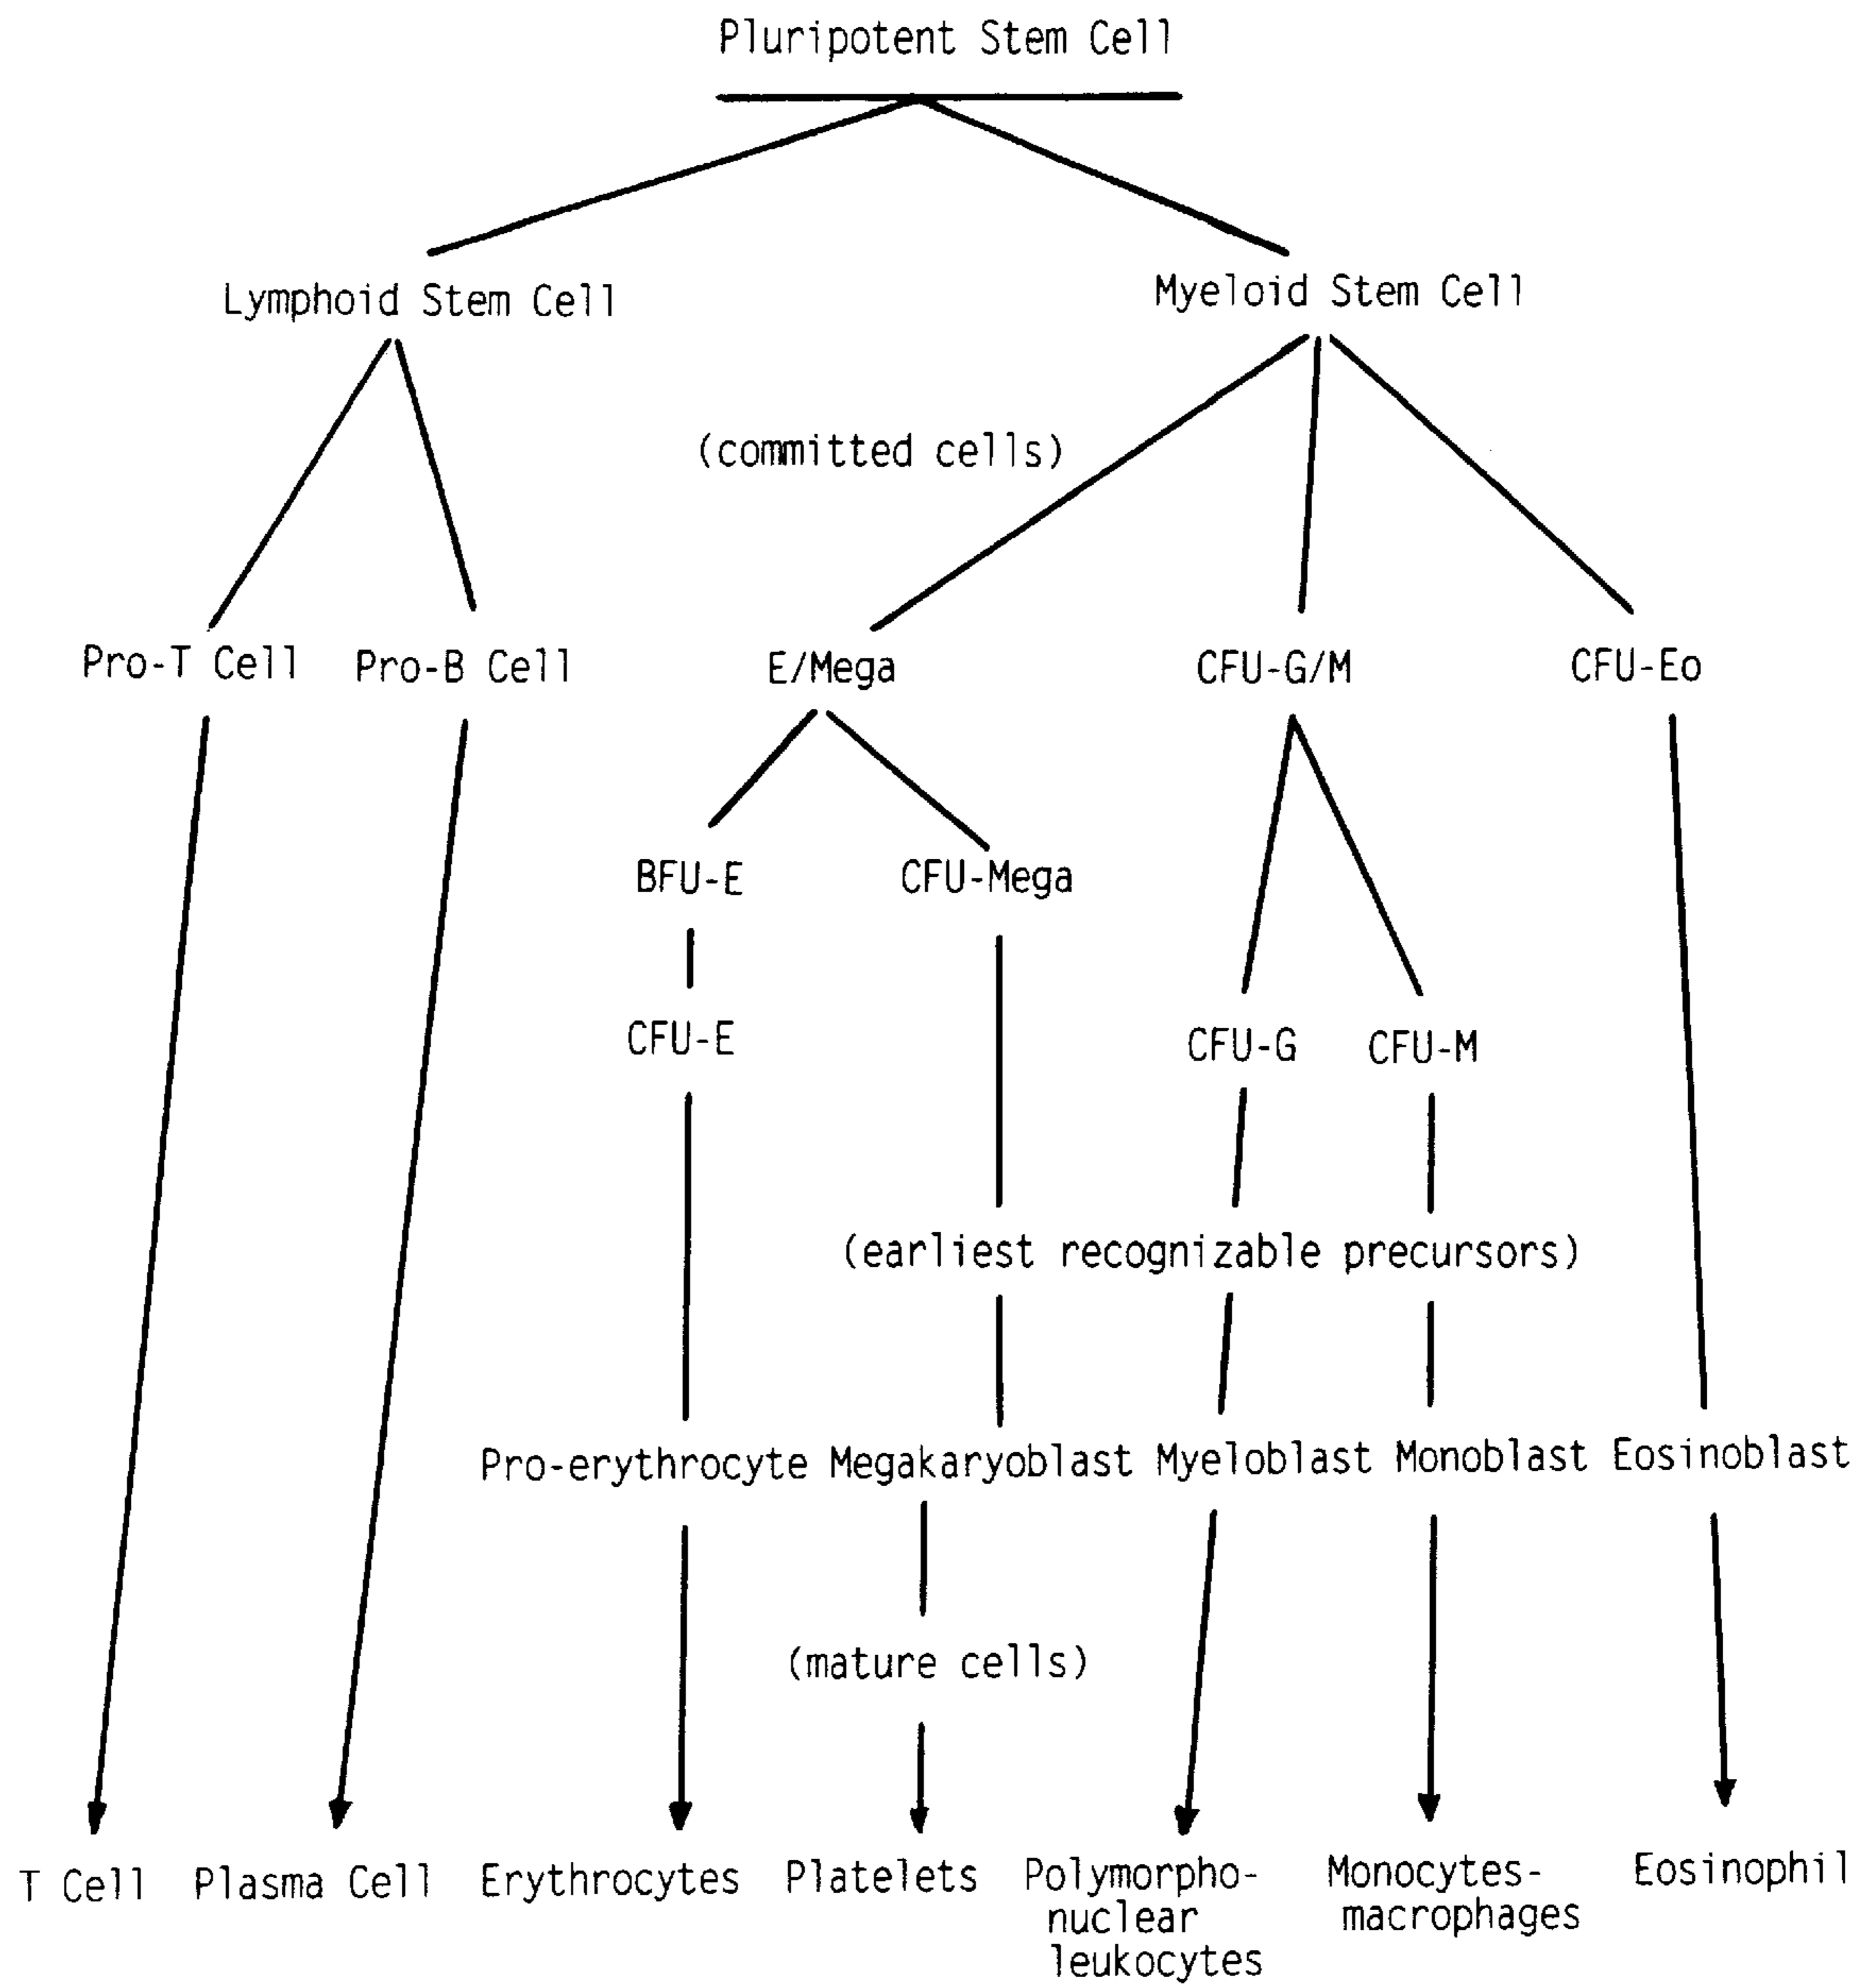 Pluripotent Stem Cell
Lymphoid Stem Cell
Myeloid Stem Cell
(committed cells)
Pro-T Cell
Pro-B Cell
E/Mega
CFU-G/M
CFU-Eo
BFU-E
CFU-Mega
CFU-E
CFU-G
CFU-M
(earliest recognizable precursors)
Pro-erythrocyte
Megakaryoblast
Myeloblast
Monoblast
Eosinoblast
(mature cells)
T Cell
Plasma Cell
Erythrocytes
Platelets
Polymorpho-
nuclear
leukocytes
Monocytes-
macrophages
Eosinophil